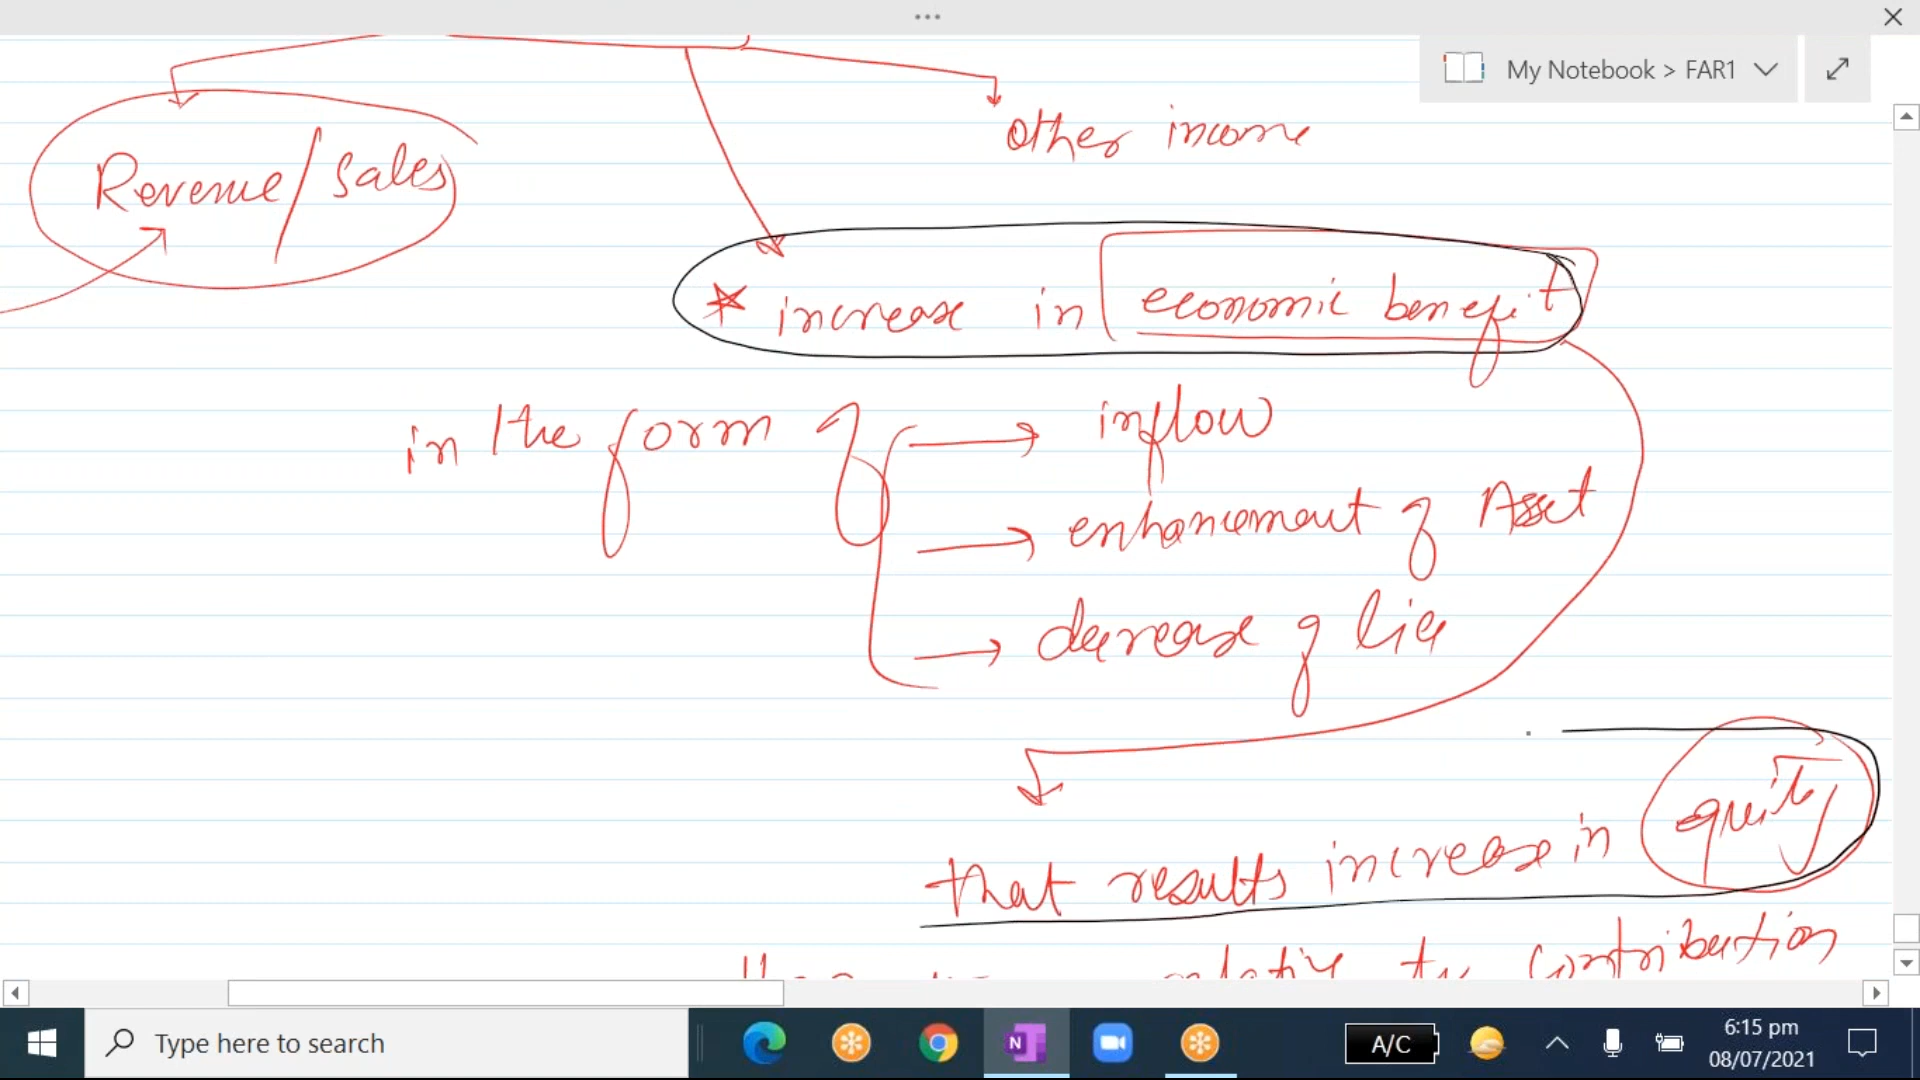 My Notebook > FAR1
Other income
Revenue/Sales
* increase in economic benefit
in the form of → inflow
→ enhancement of Asset
→ decrease of lia
that results increase in equity
relative to Contribution
Type here to search
A/C
6:15 pm
08/07/2021